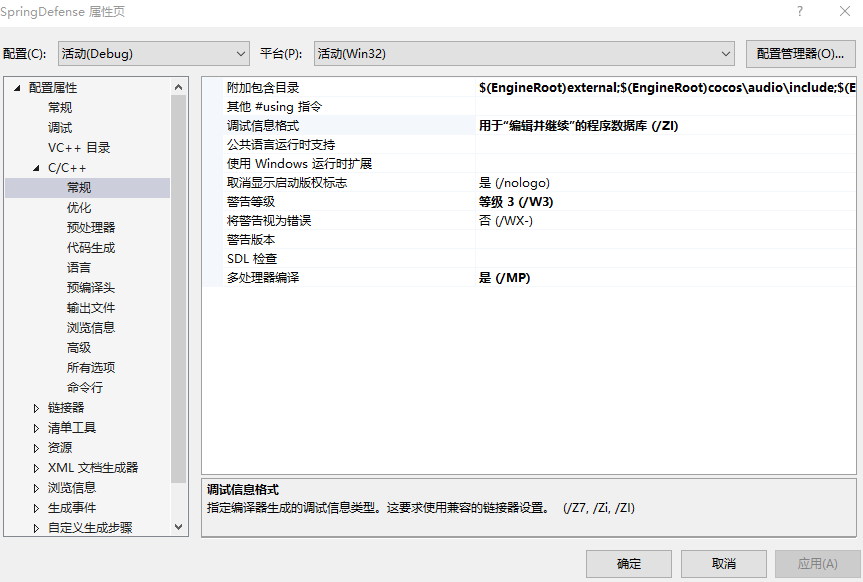 SpringDefense 属性页
配置(C): 活动(Debug) 平台(P): 活动(Win32) 配置管理器(O)...
配置属性
常规
调试
VC++ 目录
C/C++
常规
优化
预处理器
代码生成
语言
预编译头
输出文件
浏览信息
高级
所有选项
命令行
链接器
清单工具
资源
XML 文档生成器
浏览信息
生成事件
自定义生成步骤
附加包含目录 $(EngineRoot)external;$(EngineRoot)cocos\audio\include;$(E
其他 #using 指令
调试信息格式 用于“编辑并继续”的程序数据库 (/ZI)
公共语言运行时支持
使用 Windows 运行时扩展
取消显示启动版权标志 是 (/nologo)
警告等级 等级 3 (/W3)
将警告视为错误 否 (/WX-)
警告版本
SDL 检查
多处理器编译 是 (/MP)
调试信息格式
指定编译器生成的调试信息类型。这要求使用兼容的链接器设置。 (/Z7, /Zi, /ZI)
确定 取消 应用(A)